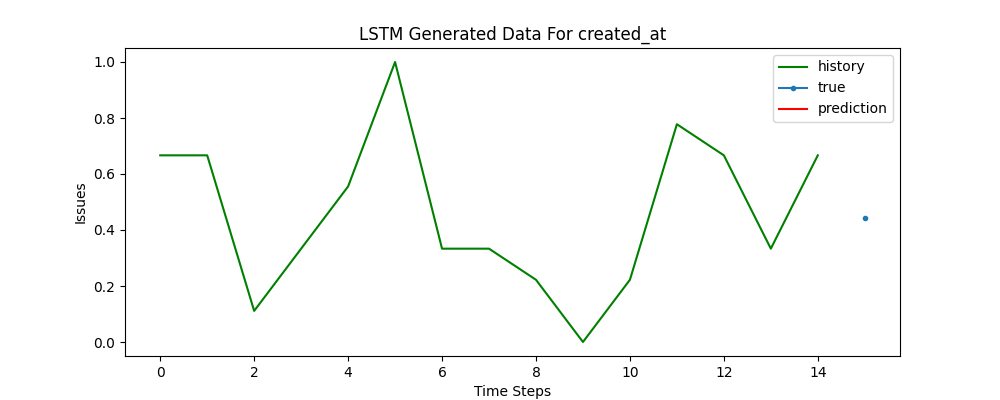 LSTM Generated Data For created_at
history
true
prediction
1.0
0.8
0.6
0.4
0.2
0.0
Issues
0 2 4 6 8 10 12 14
Time Steps